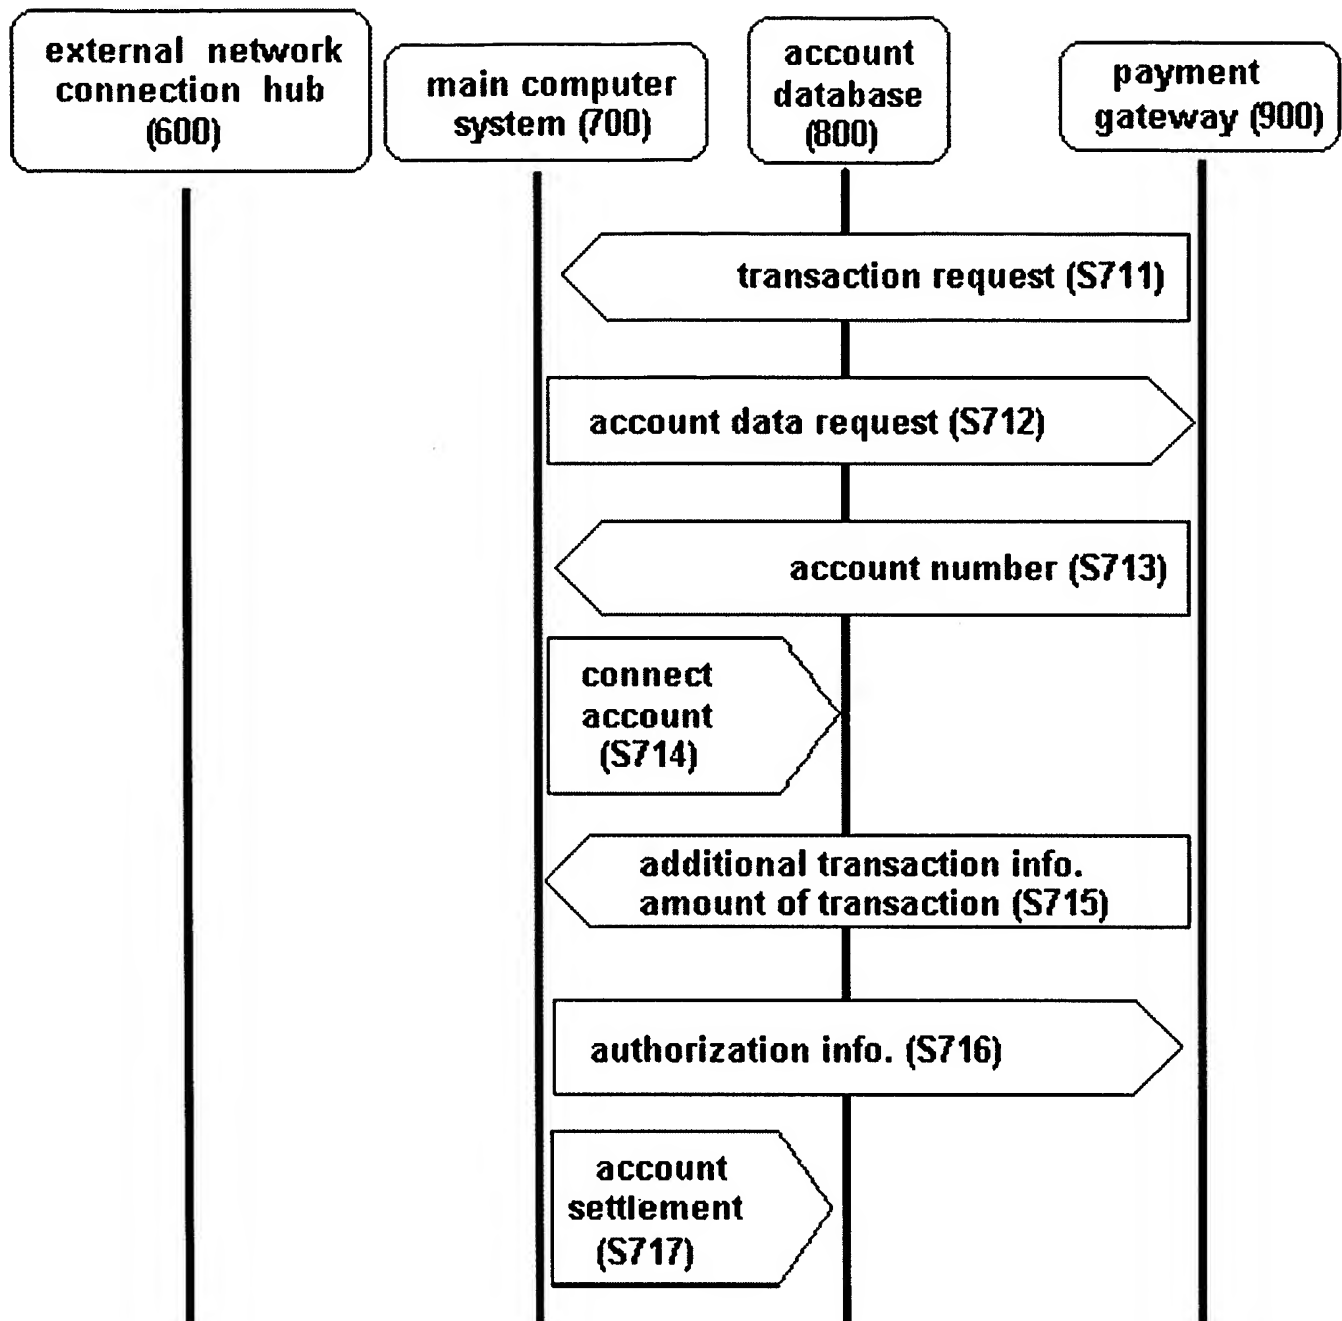 external network
connection hub
(600)
main computer
system (700)
account
database
(800)
payment
gateway (900)
transaction request (S711)
account data request (S712)
account number (S713)
connect
account
(S714)
additional transaction info.
amount of transaction (S715)
authorization info. (S716)
account
settlement
(S717)